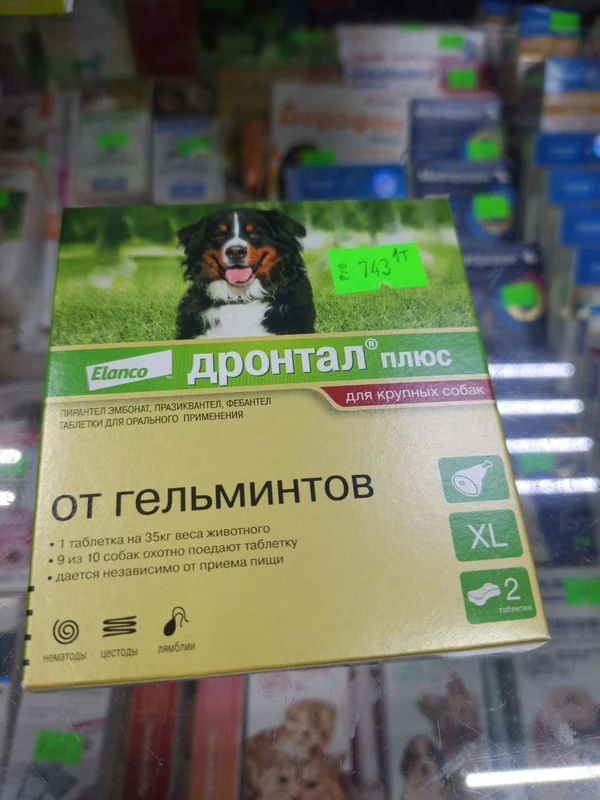 743 1т
Elanco
дронтал® плюс
для крупных собак
ПИРАНТЕЛ ЭМБОНАТ, ПРАЗИКВАНТЕЛ, ФЕБАНТЕЛ
ТАБЛЕТКИ ДЛЯ ОРАЛЬНОГО ПРИМЕНЕНИЯ
от гельминтов
• 1 таблетка на 35кг веса животного
• 9 из 10 собак охотно поедают таблетку
• дается независимо от приема пищи
XL
2
таблетки
нематоды
цестоды
лямблии